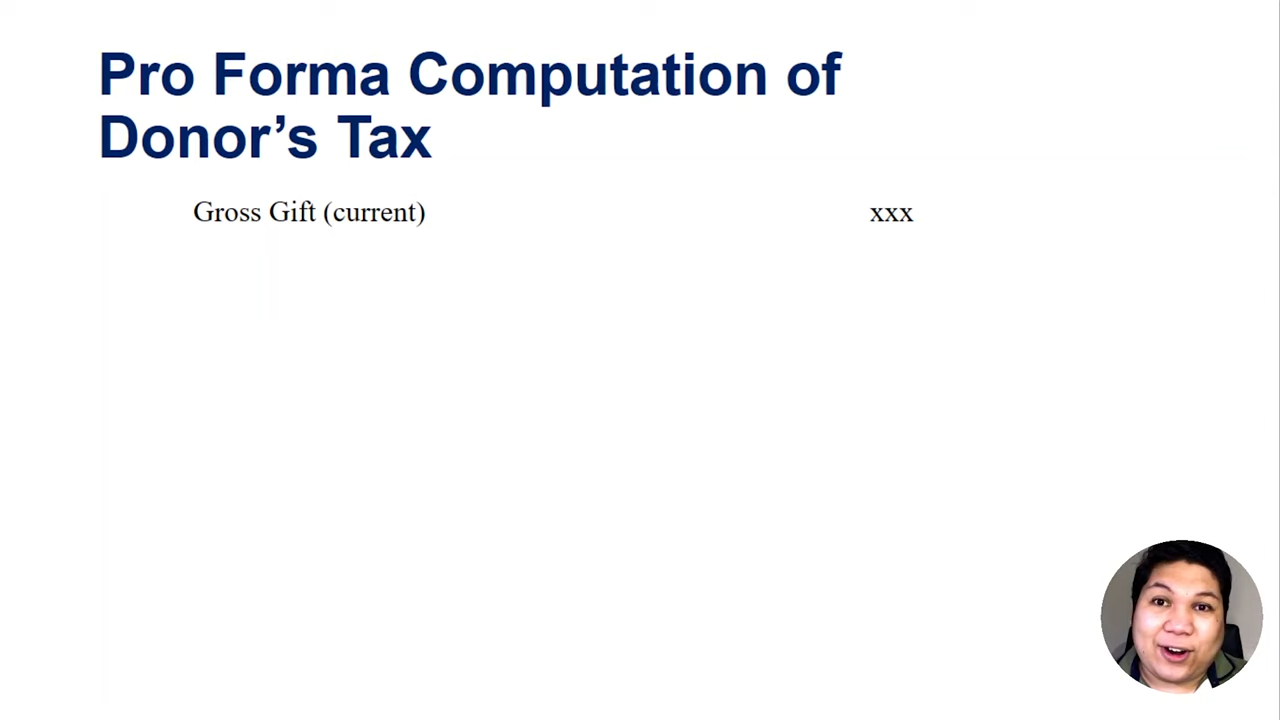 Pro Forma Computation of
Donor’s Tax
Gross Gift (current) xxx